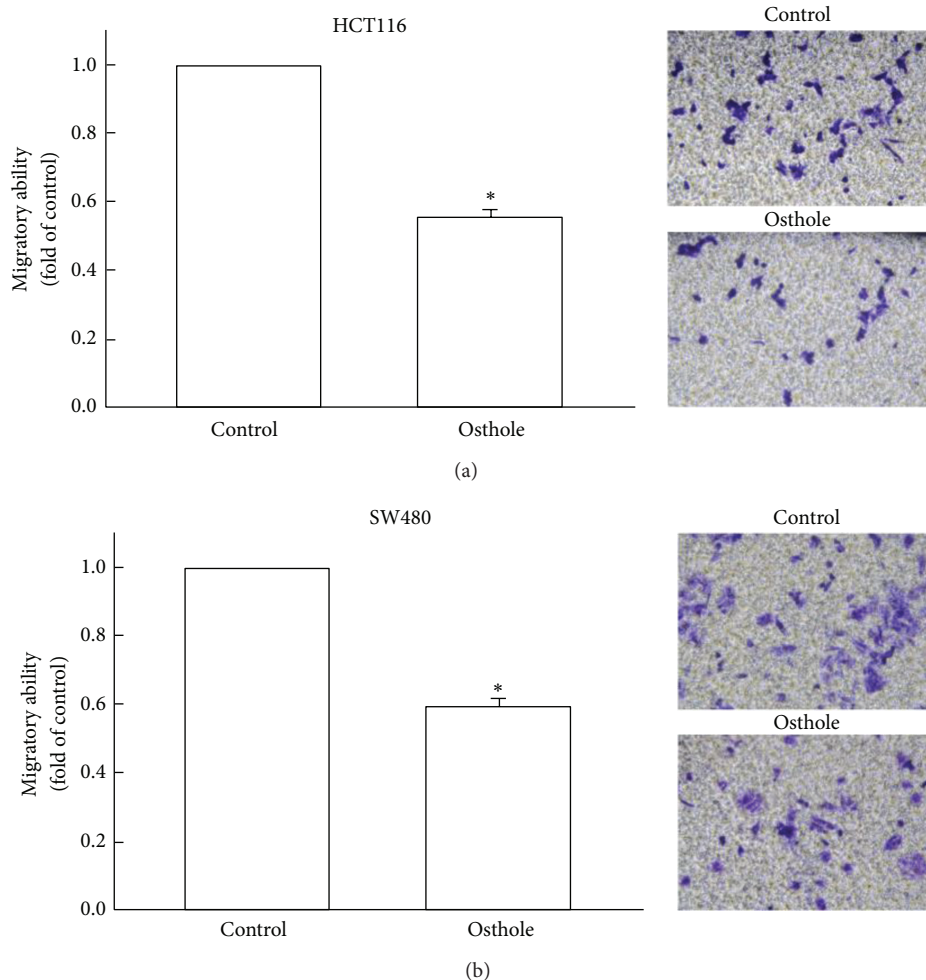 HCT116
Migratory ability
(fold of control)
1.0
0.8
0.6
0.4
0.2
0.0
*
Control
Osthole
Control
Osthole
(a)
SW480
Migratory ability
(fold of control)
1.0
0.8
0.6
0.4
0.2
0.0
*
Control
Osthole
Control
Osthole
(b)